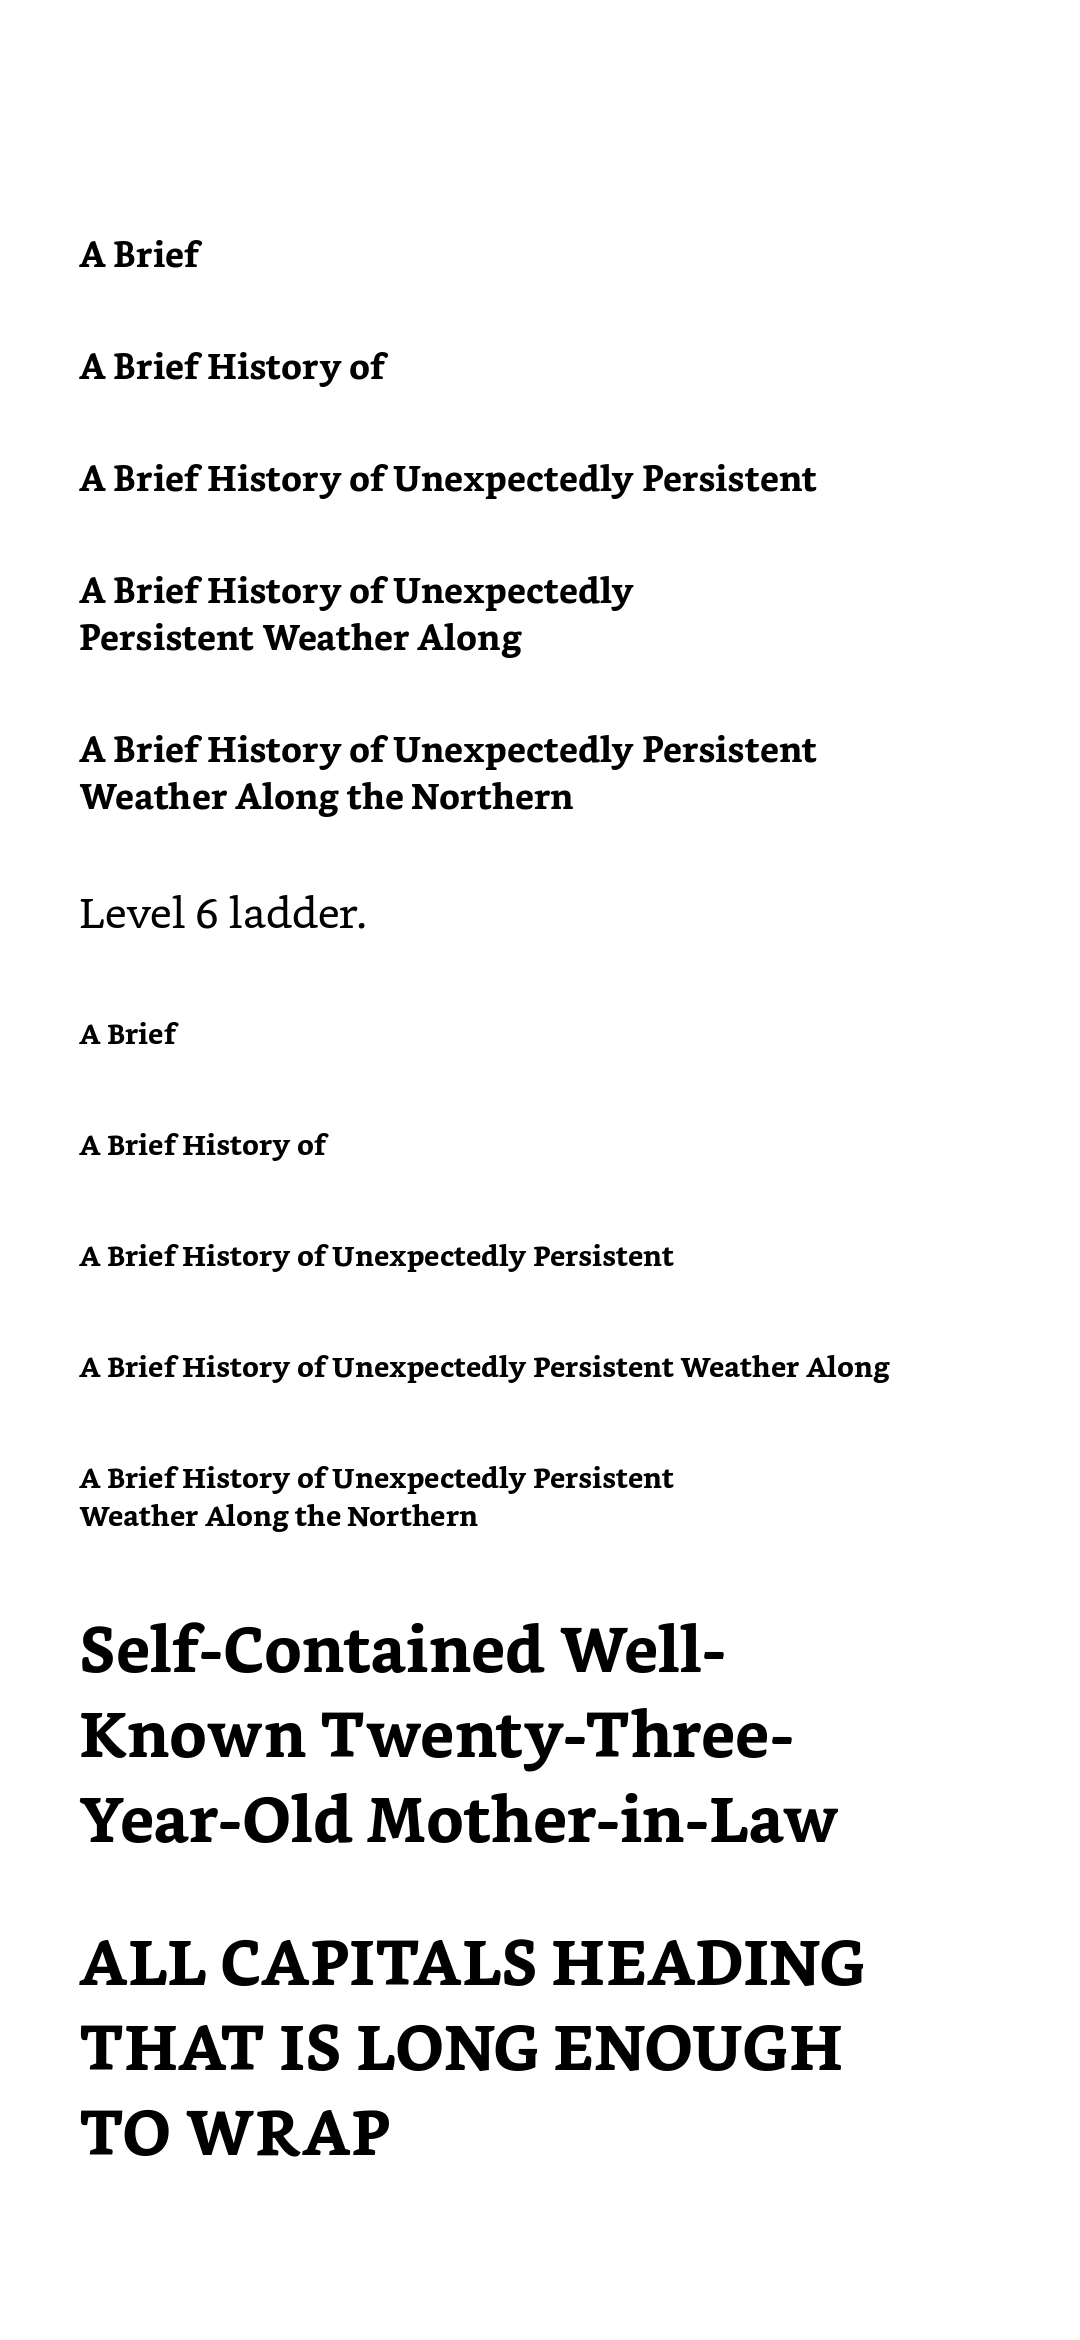 A Brief
A Brief History of
A Brief History of Unexpectedly Persistent
A Brief History of Unexpectedly
Persistent Weather Along
A Brief History of Unexpectedly Persistent
Weather Along the Northern
Level 6 ladder.
A Brief
A Brief History of
A Brief History of Unexpectedly Persistent
A Brief History of Unexpectedly Persistent Weather Along
A Brief History of Unexpectedly Persistent
Weather Along the Northern
Self-Contained Well-
Known Twenty-Three-
Year-Old Mother-in-Law
ALL CAPITALS HEADING
THAT IS LONG ENOUGH
TO WRAP